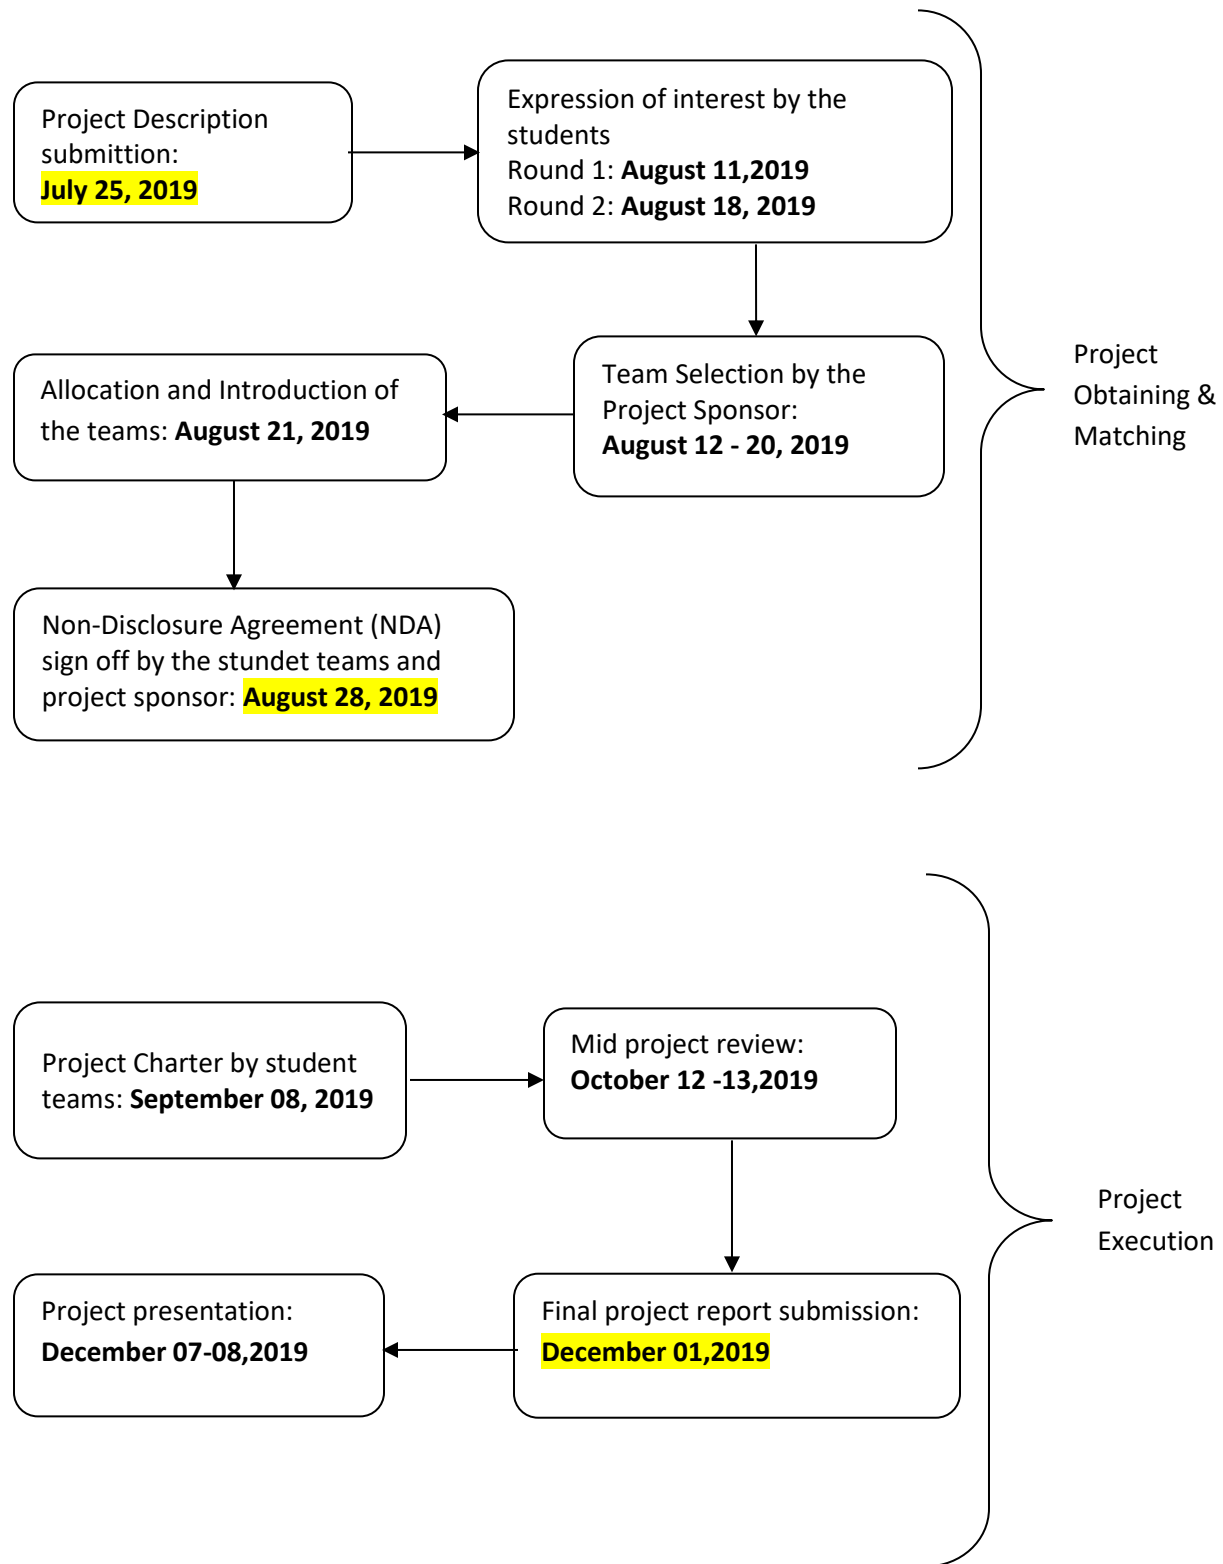 Project Description
submittion:
July 25, 2019
Expression of interest by the
students
Round 1: August 11,2019
Round 2: August 18, 2019
Team Selection by the
Project Sponsor:
August 12 - 20, 2019
Allocation and Introduction of
the teams: August 21, 2019
Non-Disclosure Agreement (NDA)
sign off by the stundet teams and
project sponsor: August 28, 2019
Project
Obtaining &
Matching
Project Charter by student
teams: September 08, 2019
Mid project review:
October 12 -13,2019
Final project report submission:
December 01,2019
Project presentation:
December 07-08,2019
Project
Execution